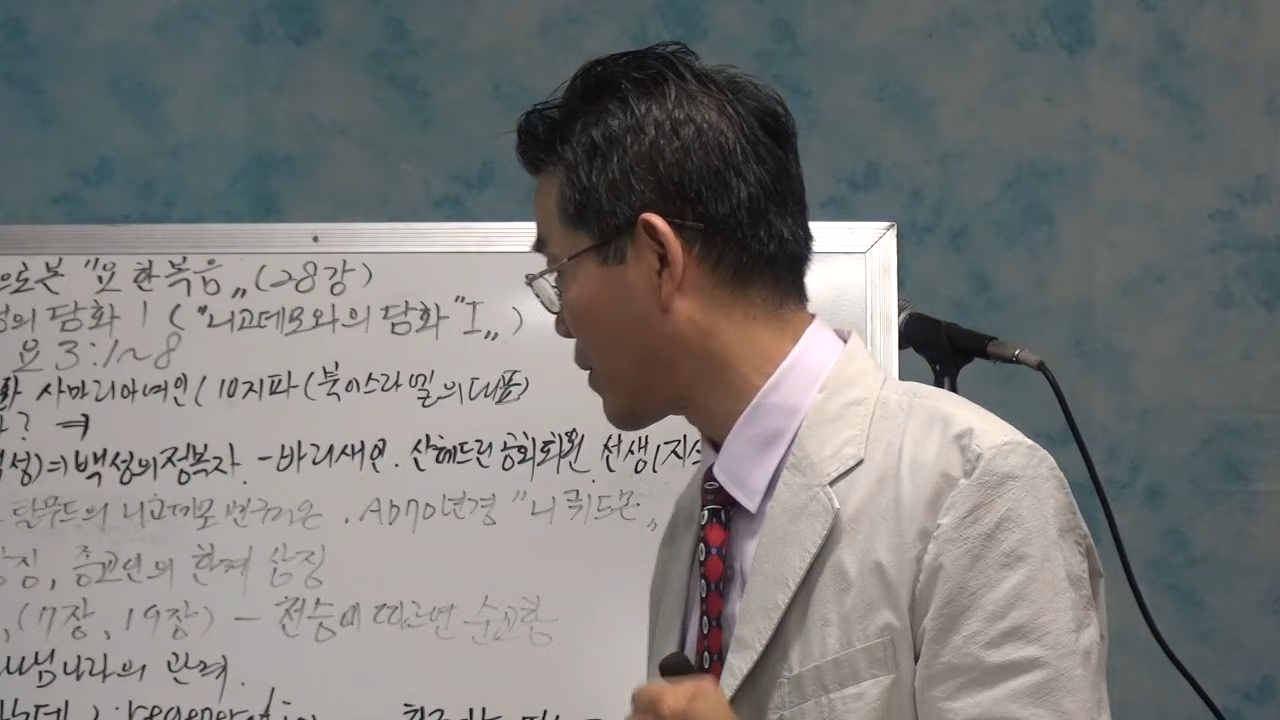 으로본 "요한복음" (28강)
의 담화 1 ("니고데모와의 담화" I")
요 3:1~8
사마리아여인 (10지파 (북이스라엘의 대표)
? ⇒
성) ⇒ 백성의 정복자. - 바리새인. 산헤드린 공회회원. 선생 (지
탈무드의 니고데모 번구리온. AD70년경 "니퀴드몬"
징, 종교인의 한계 상징
, (7장, 19장) - 전승에 따르면 순교함
나라의 관계.
regeneratio